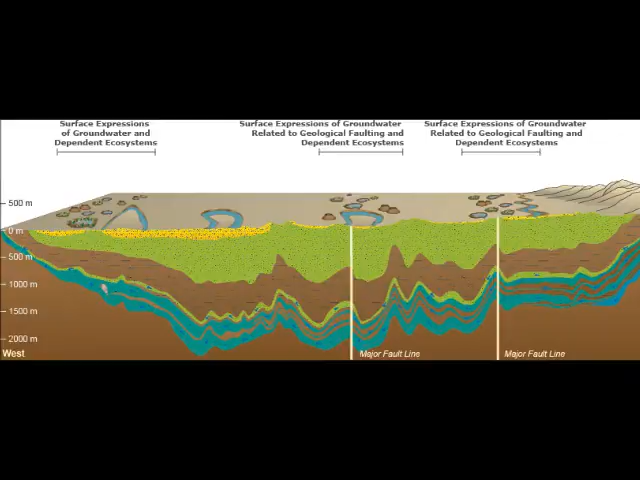 Surface Expressions
of Groundwater and
Dependent Ecosystems
Surface Expressions of Groundwater
Related to Geological Faulting and
Dependent Ecosystems
Surface Expressions of Groundwater
Related to Geological Faulting and
Dependent Ecosystems
500 m
0 m
500 m
1000 m
1500 m
2000 m
West
Major Fault Line
Major Fault Line